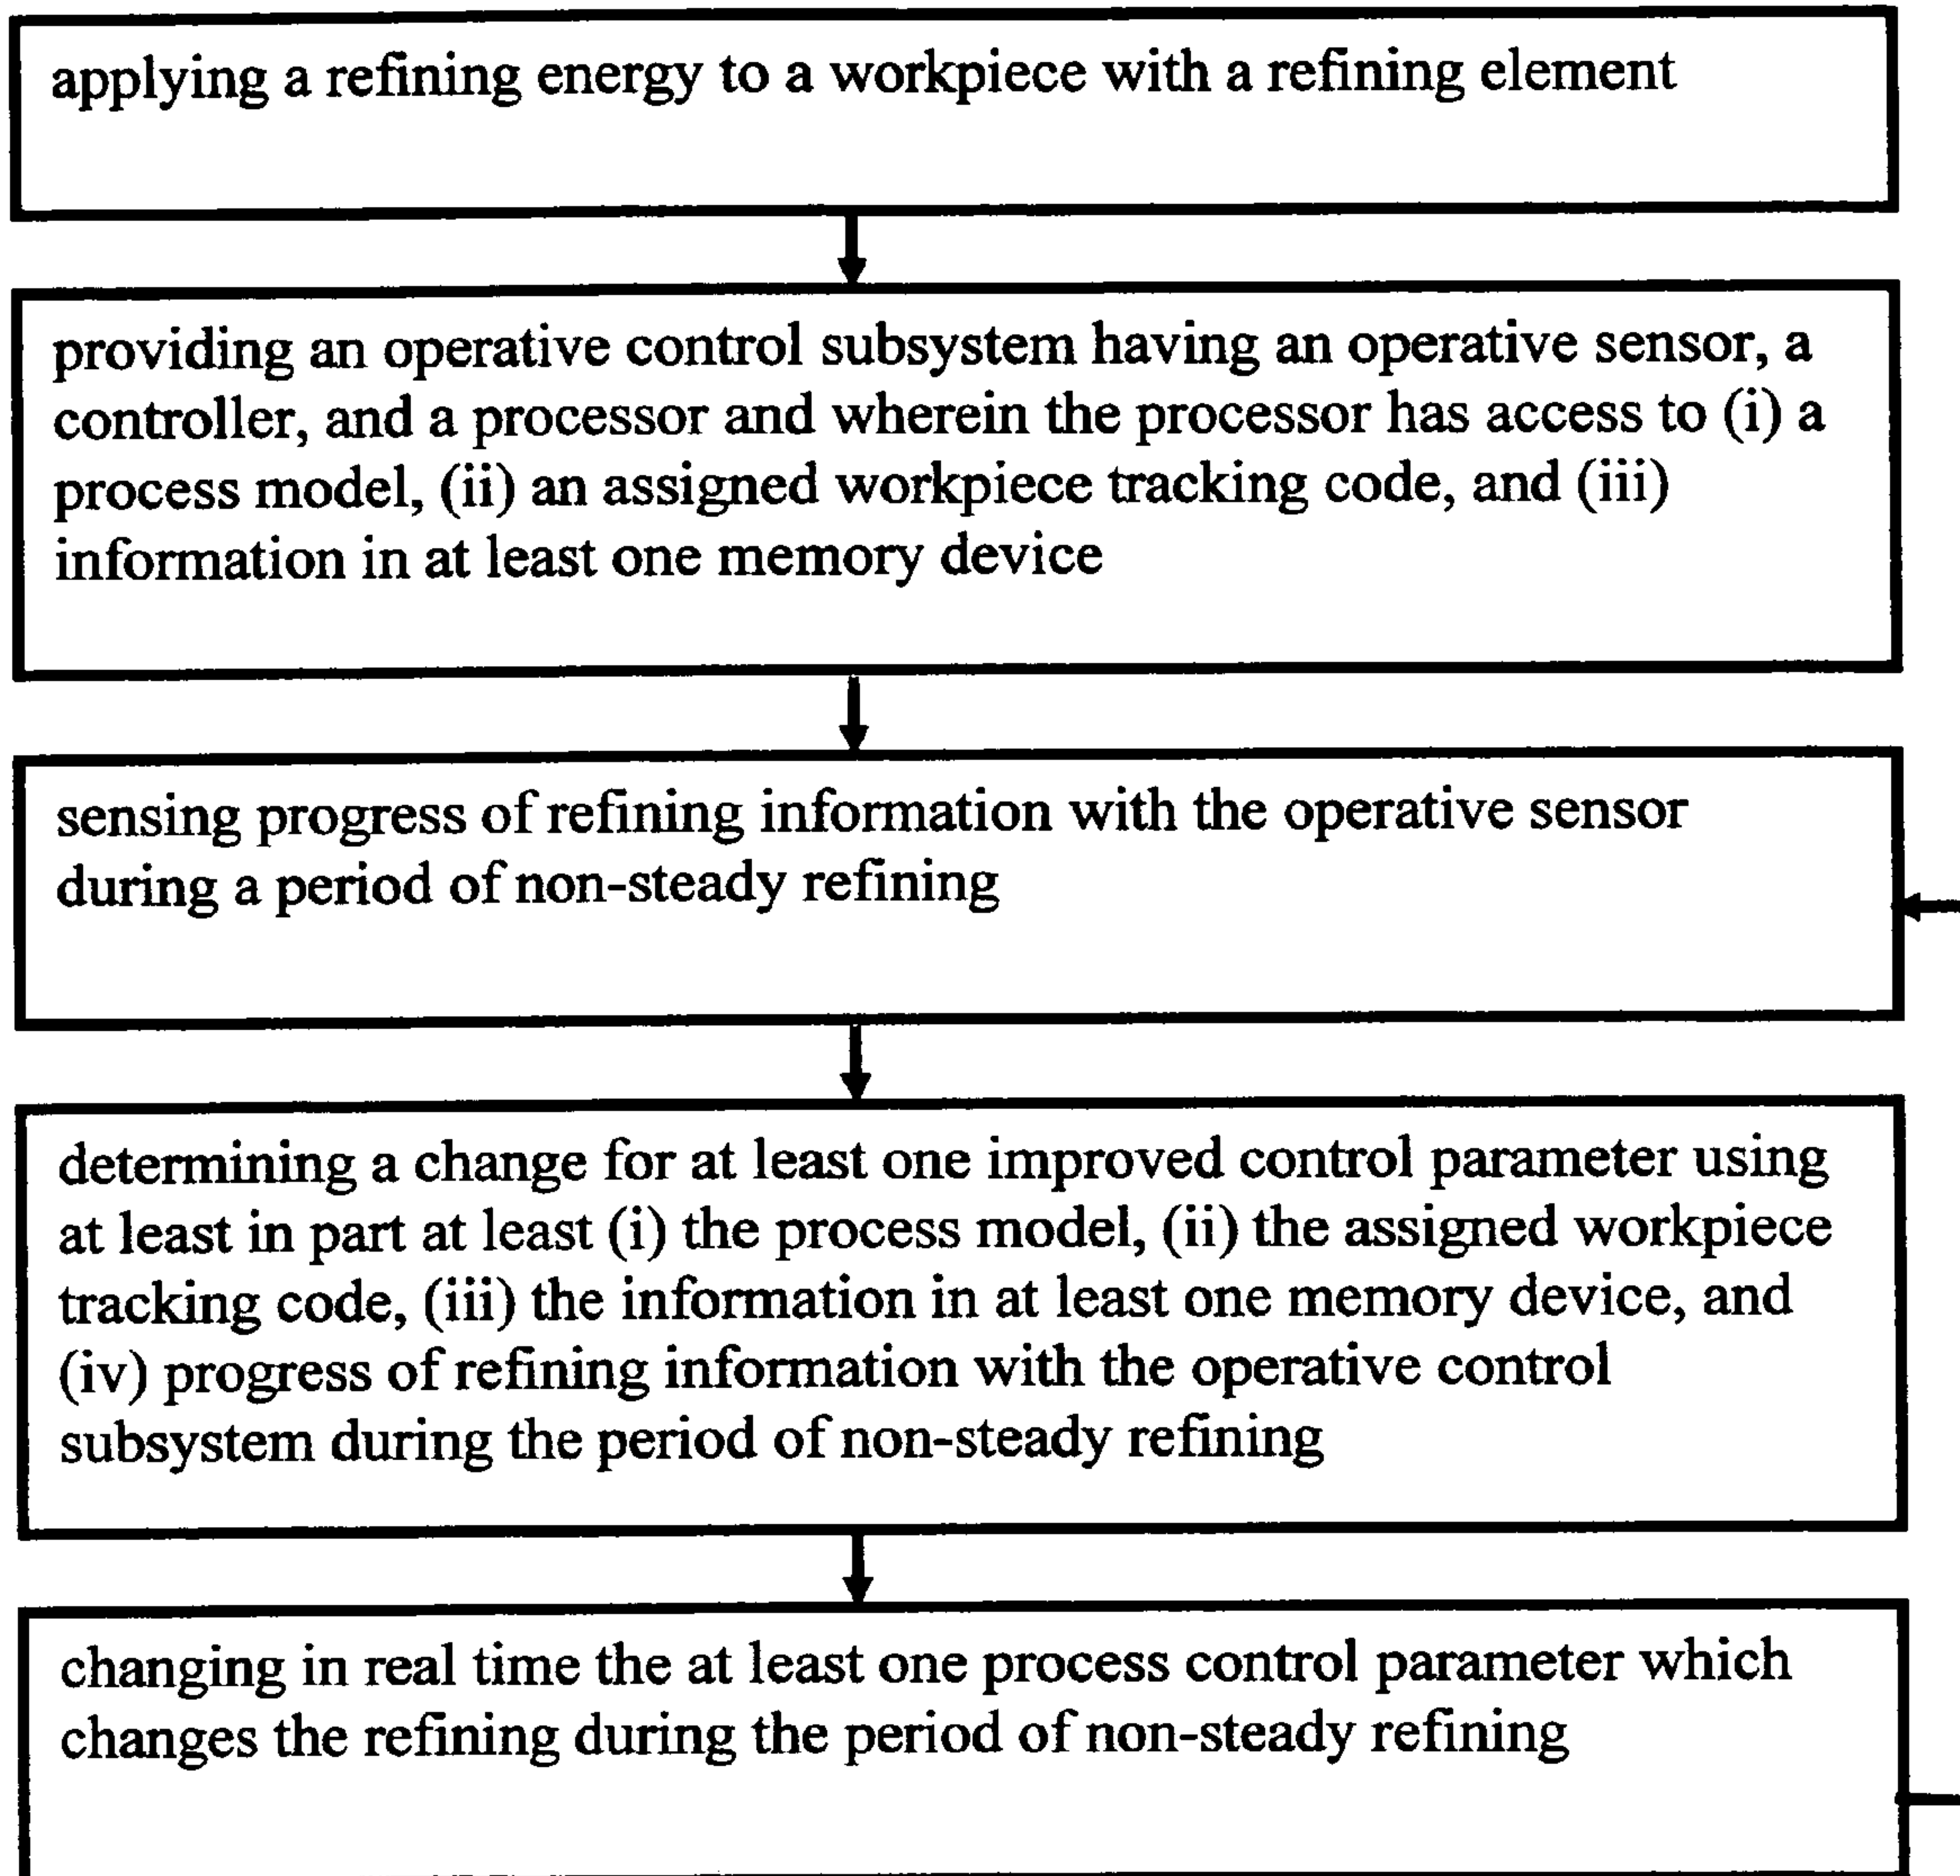 applying a refining energy to a workpiece with a refining element
providing an operative control subsystem having an operative sensor, a
controller, and a processor and wherein the processor has access to (i) a
process model, (ii) an assigned workpiece tracking code, and (iii)
information in at least one memory device
sensing progress of refining information with the operative sensor
during a period of non-steady refining
determining a change for at least one improved control parameter using
at least in part at least (i) the process model, (ii) the assigned workpiece
tracking code, (iii) the information in at least one memory device, and
(iv) progress of refining information with the operative control
subsystem during the period of non-steady refining
changing in real time the at least one process control parameter which
changes the refining during the period of non-steady refining